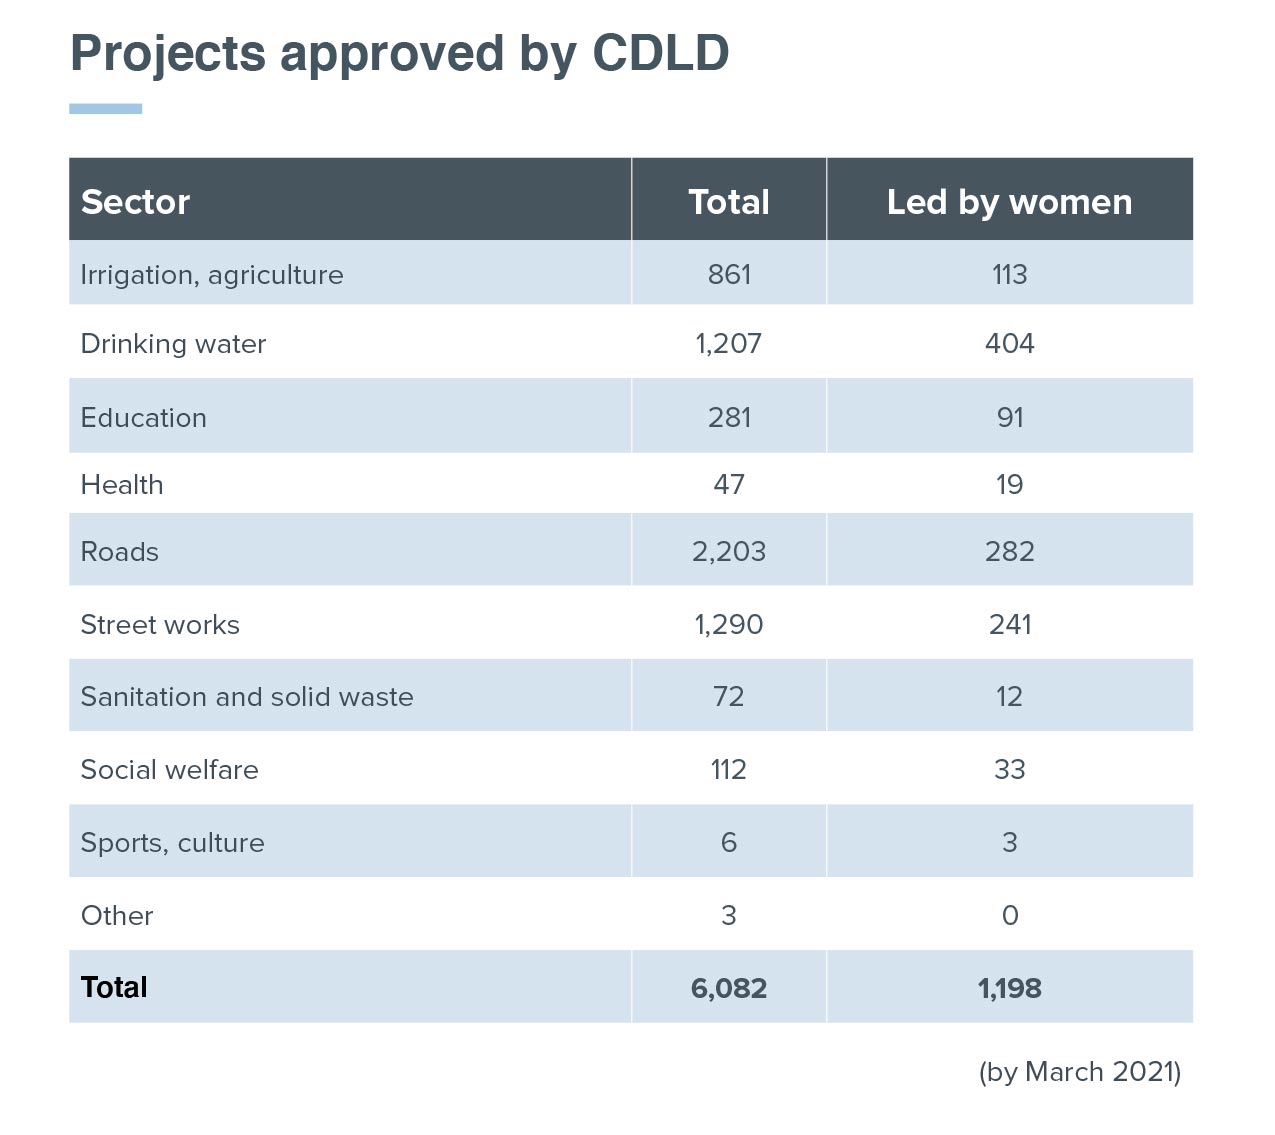 Projects approved by CDLD
Sector Total Led by women
Irrigation, agriculture 861 113
Drinking water 1,207 404
Education 281 91
Health 47 19
Roads 2,203 282
Street works 1,290 241
Sanitation and solid waste 72 12
Social welfare 112 33
Sports, culture 6 3
Other 3 0
Total 6,082 1,198
(by March 2021)